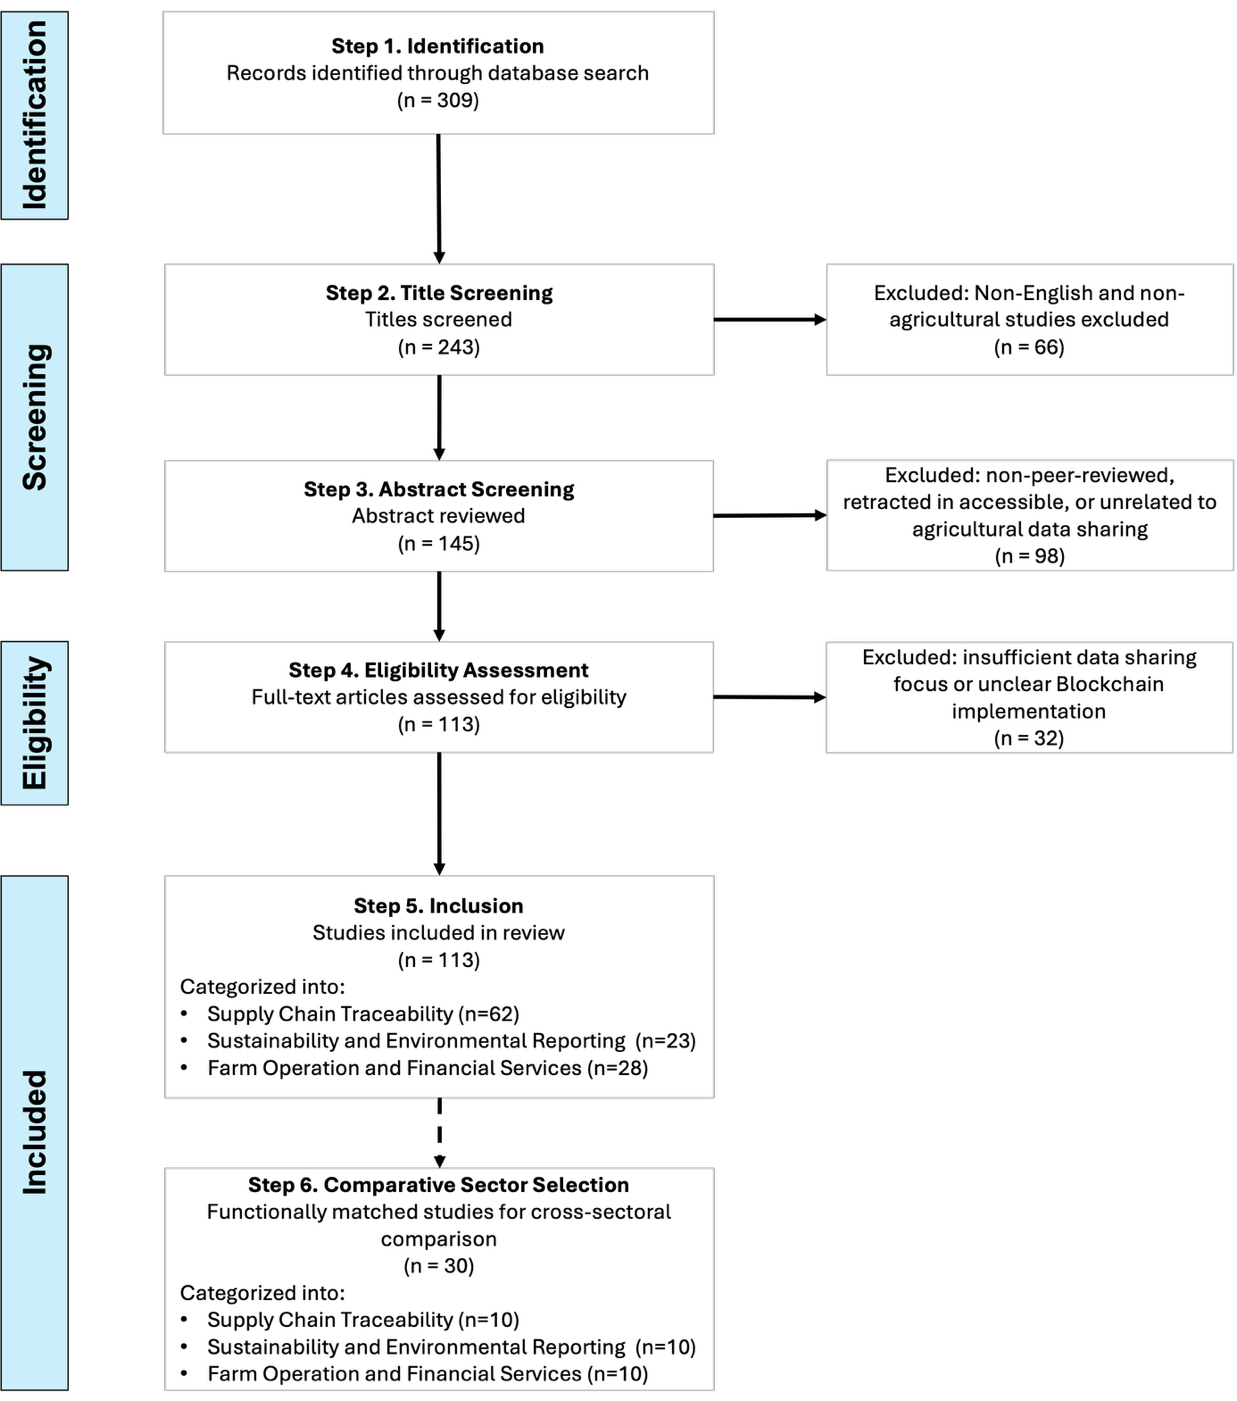 Identification
Step 1. Identification
Records identified through database search
(n = 309)
Screening
Step 2. Title Screening
Titles screened
(n = 243)
Excluded: Non-English and non-
agricultural studies excluded
(n = 66)
Step 3. Abstract Screening
Abstract reviewed
(n = 145)
Excluded: non-peer-reviewed,
retracted in accessible, or unrelated to
agricultural data sharing
(n = 98)
Eligibility
Step 4. Eligibility Assessment
Full-text articles assessed for eligibility
(n = 113)
Excluded: insufficient data sharing
focus or unclear Blockchain
implementation
(n = 32)
Included
Step 5. Inclusion
Studies included in review
(n = 113)
Categorized into:
• Supply Chain Traceability (n=62)
• Sustainability and Environmental Reporting (n=23)
• Farm Operation and Financial Services (n=28)
Step 6. Comparative Sector Selection
Functionally matched studies for cross-sectoral
comparison
(n = 30)
Categorized into:
• Supply Chain Traceability (n=10)
• Sustainability and Environmental Reporting (n=10)
• Farm Operation and Financial Services (n=10)